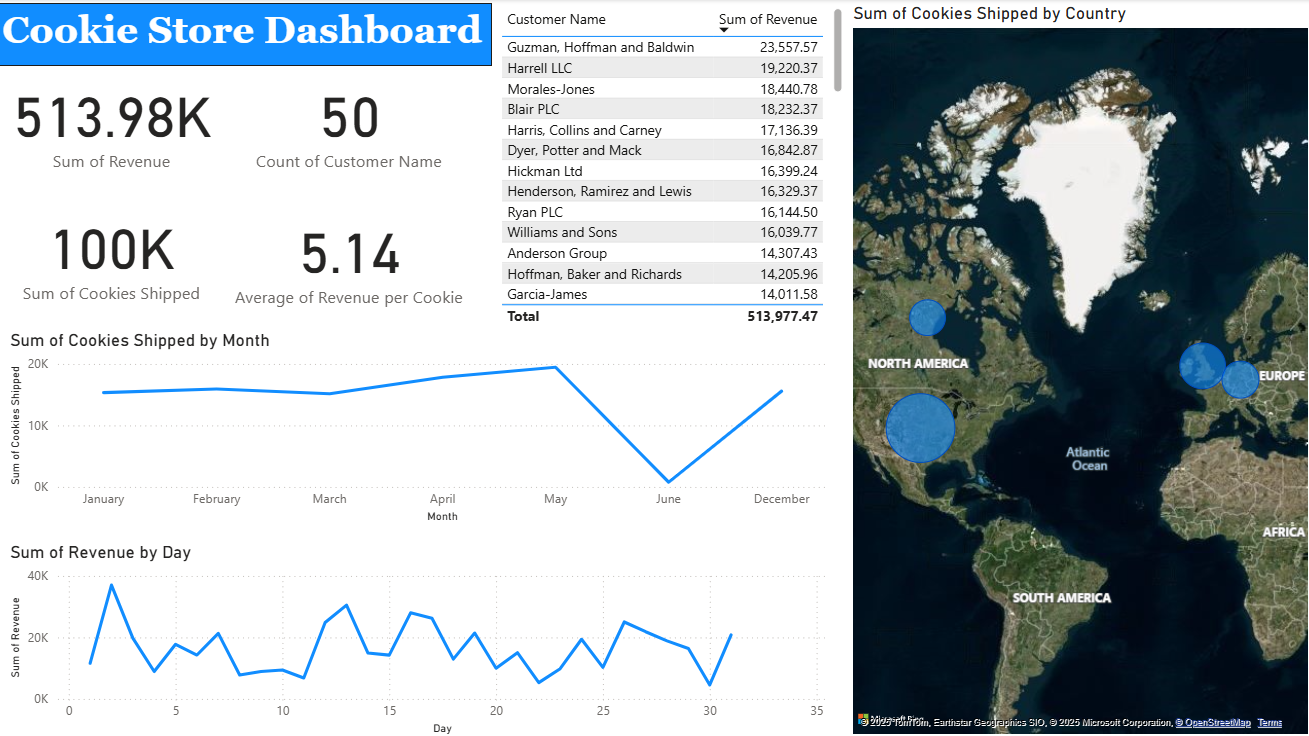 Cookie Store Dashboard
513.98K
Sum of Revenue
50
Count of Customer Name
100K
Sum of Cookies Shipped
5.14
Average of Revenue per Cookie
Customer Name Sum of Revenue
Guzman, Hoffman and Baldwin 23,557.57
Harrell LLC 19,220.37
Morales-Jones 18,440.78
Blair PLC 18,232.37
Harris, Collins and Carney 17,136.39
Dyer, Potter and Mack 16,842.87
Hickman Ltd 16,399.24
Henderson, Ramirez and Lewis 16,329.37
Ryan PLC 16,144.50
Williams and Sons 16,039.77
Anderson Group 14,307.43
Hoffman, Baker and Richards 14,205.96
Garcia-James 14,011.58
Total 513,977.47
Sum of Cookies Shipped by Month
Sum of Cookies Shipped
20K
10K
0K
January February March April May June December
Month
Sum of Revenue by Day
Sum of Revenue
40K
20K
0K
0 5 10 15 20 25 30 35
Day
Sum of Cookies Shipped by Country
NORTH AMERICA
EUROPE
Atlantic
Ocean
AFRICA
SOUTH AMERICA
Microsoft Bing
© 2025 TomTom, Earthstar Geographics SIO, © 2025 Microsoft Corporation, © OpenStreetMap Terms